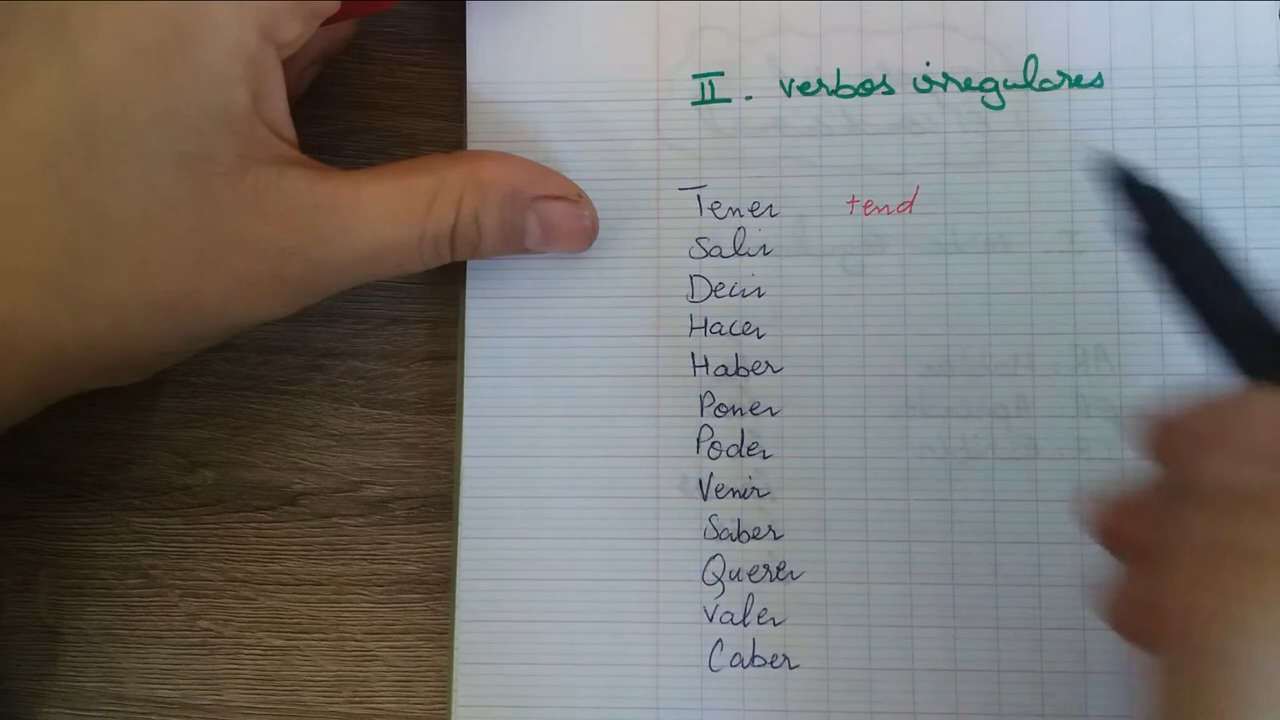 II. verbos irregulares
Tener tend
Salir
Decir
Hacer
Haber
Poner
Poder
Venir
Saber
Querer
Valer
Caber